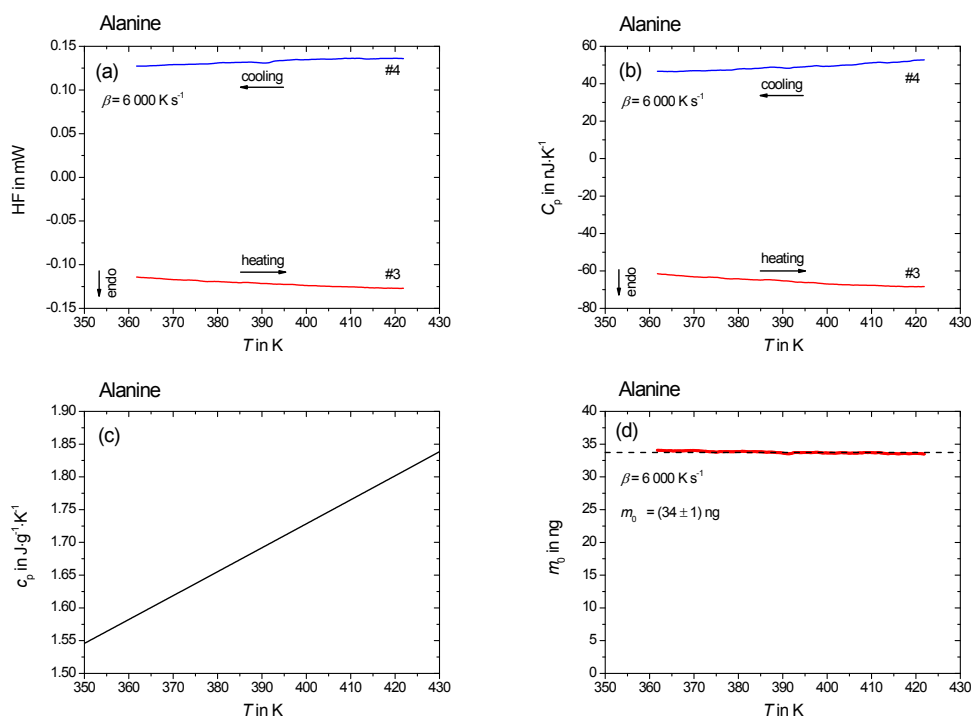 Alanine
0.15
0.10
0.05
0.00
-0.05
-0.10
-0.15
HF in mW
(a)
#4
cooling
β = 6 000 K s⁻¹
heating
#3
endo
350 360 370 380 390 400 410 420 430
T in K
Alanine
60
40
20
0
-20
-40
-60
-80
Cₚ in nJ·K⁻¹
(b)
#4
cooling
β = 6 000 K s⁻¹
heating
#3
endo
350 360 370 380 390 400 410 420 430
T in K
Alanine
1.90
1.85
1.80
1.75
1.70
1.65
1.60
1.55
1.50
cₚ in J·g⁻¹·K⁻¹
(c)
350 360 370 380 390 400 410 420 430
T in K
Alanine
40
35
30
25
20
15
10
5
0
m₀ in ng
(d)
β = 6 000 K s⁻¹
m₀ = (34 ± 1) ng
350 360 370 380 390 400 410 420 430
T in K